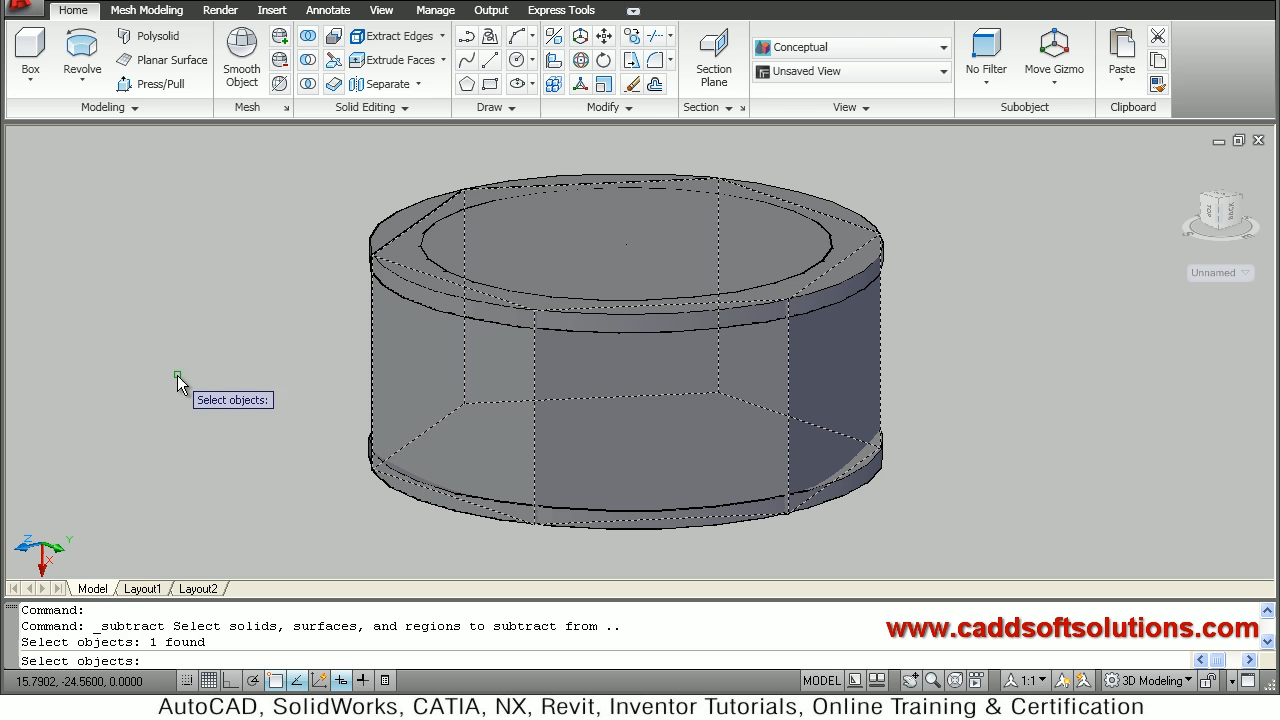 Home Mesh Modeling Render Insert Annotate View Manage Output Express Tools
Box
Revolve
Polysolid
Planar Surface
Press/Pull
Modeling
Smooth
Object
Mesh
Extract Edges
Extrude Faces
Separate
Solid Editing
Draw
Modify
Section
Plane
Section
Conceptual
Unsaved View
View
No Filter
Move Gizmo
Subobject
Paste
Clipboard
TOP BACK
Unnamed
Select objects:
Z Y
X
Model Layout1 Layout2
Command:
Command: _subtract Select solids, surfaces, and regions to subtract from ..
Select objects: 1 found
Select objects:
www.caddsoftsolutions.com
15.7902, -24.5600, 0.0000 MODEL 1:1 3D Modeling
AutoCAD, SolidWorks, CATIA, NX, Revit, Inventor Tutorials, Online Training & Certification